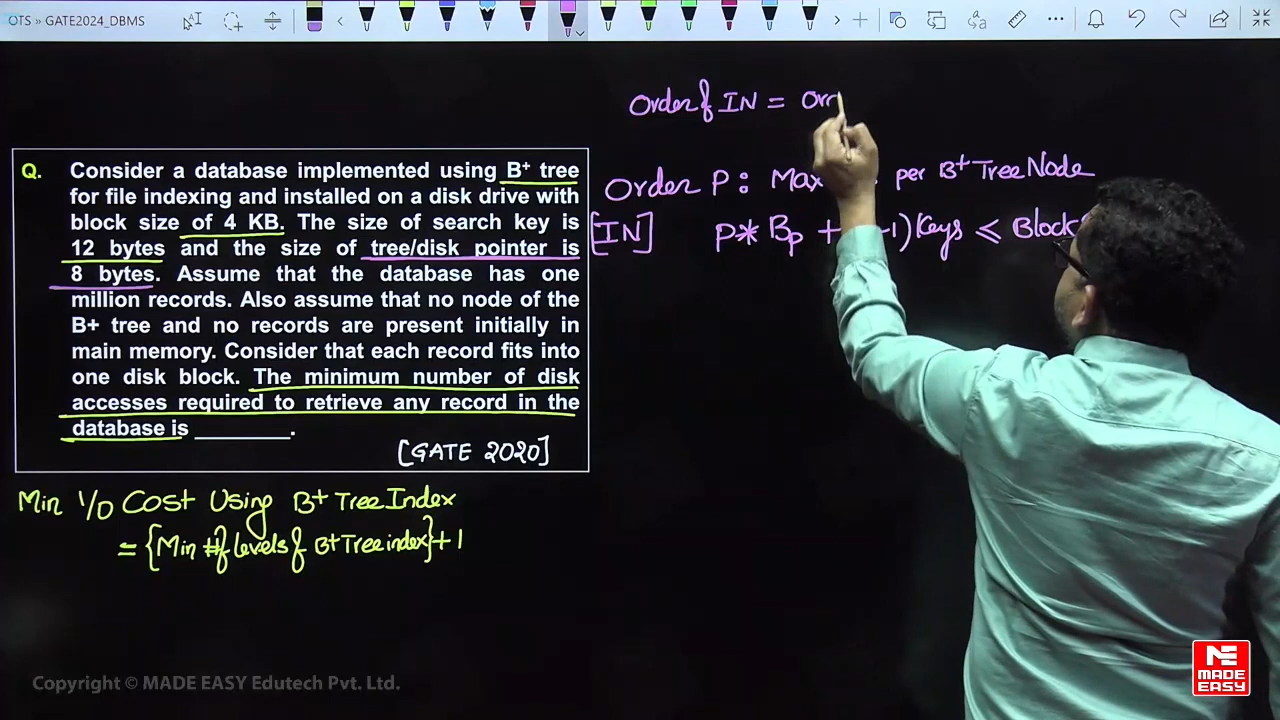 OTS » GATE2024_DBMS
Order of IN = Or
Q. Consider a database implemented using B⁺ tree
for file indexing and installed on a disk drive with
block size of 4 KB. The size of search key is
12 bytes and the size of tree/disk pointer is
8 bytes. Assume that the database has one
million records. Also assume that no node of the
B+ tree and no records are present initially in
main memory. Consider that each record fits into
one disk block. The minimum number of disk
accesses required to retrieve any record in the
database is ________.
[GATE 2020]
Order P : Max per B⁺ Tree Node
[IN] P * Bp + -1) Keys ≤ Block
Min I/O Cost Using B⁺ Tree Index
= {Min # of levels of B⁺ Tree index} + 1
Copyright © MADE EASY Edutech Pvt. Ltd.
ME
MADE
EASY